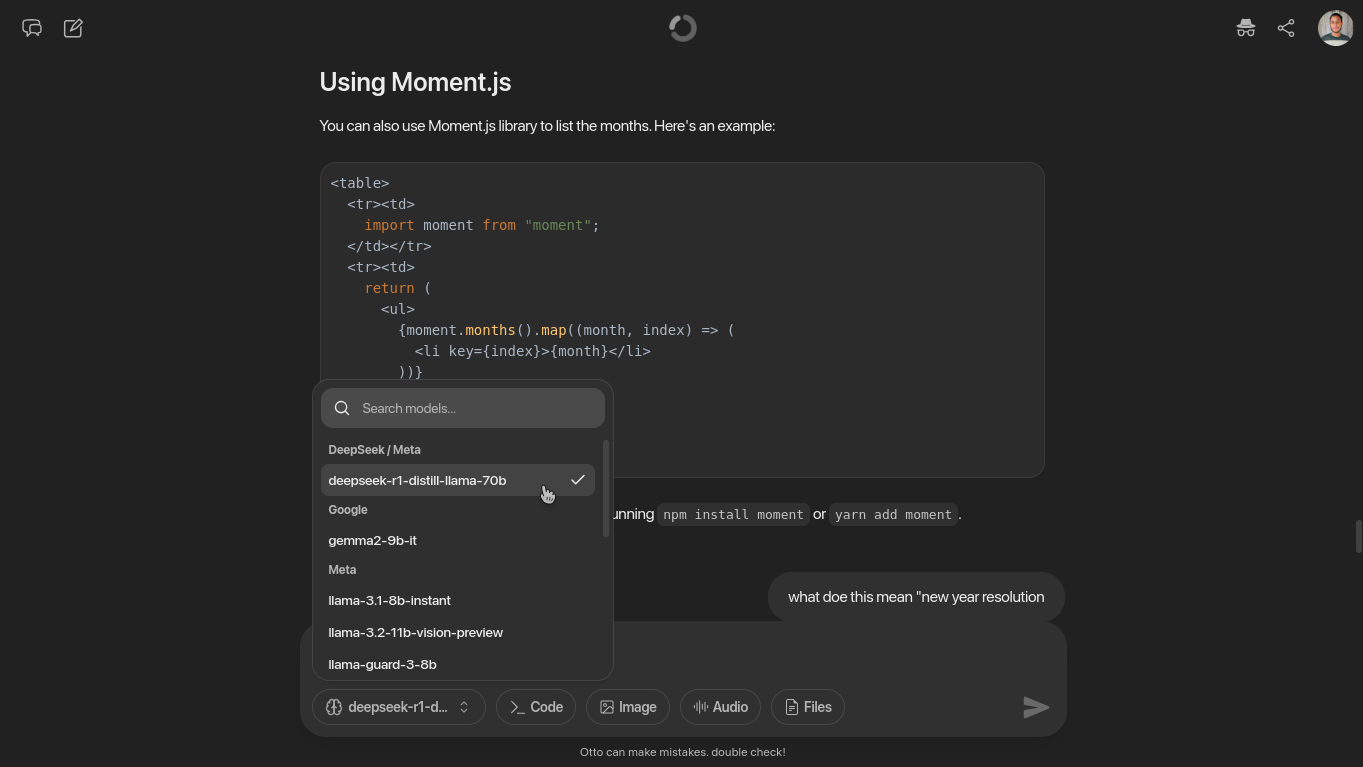 Using Moment.js
You can also use Moment.js library to list the months. Here's an example:
<table>
<tr><td>
import moment from "moment";
</td></tr>
<tr><td>
return (
<ul>
{moment.months().map((month, index) => (
<li key={index}>{month}</li>
))}
Search models...
DeepSeek / Meta
deepseek-r1-distill-llama-70b
Google
gemma2-9b-it
Meta
llama-3.1-8b-instant
llama-3.2-11b-vision-preview
llama-guard-3-8b
npm install moment or yarn add moment.
what doe this mean "new year resolution
deepseek-r1-d... Code Image Audio Files
Otto can make mistakes. double check!